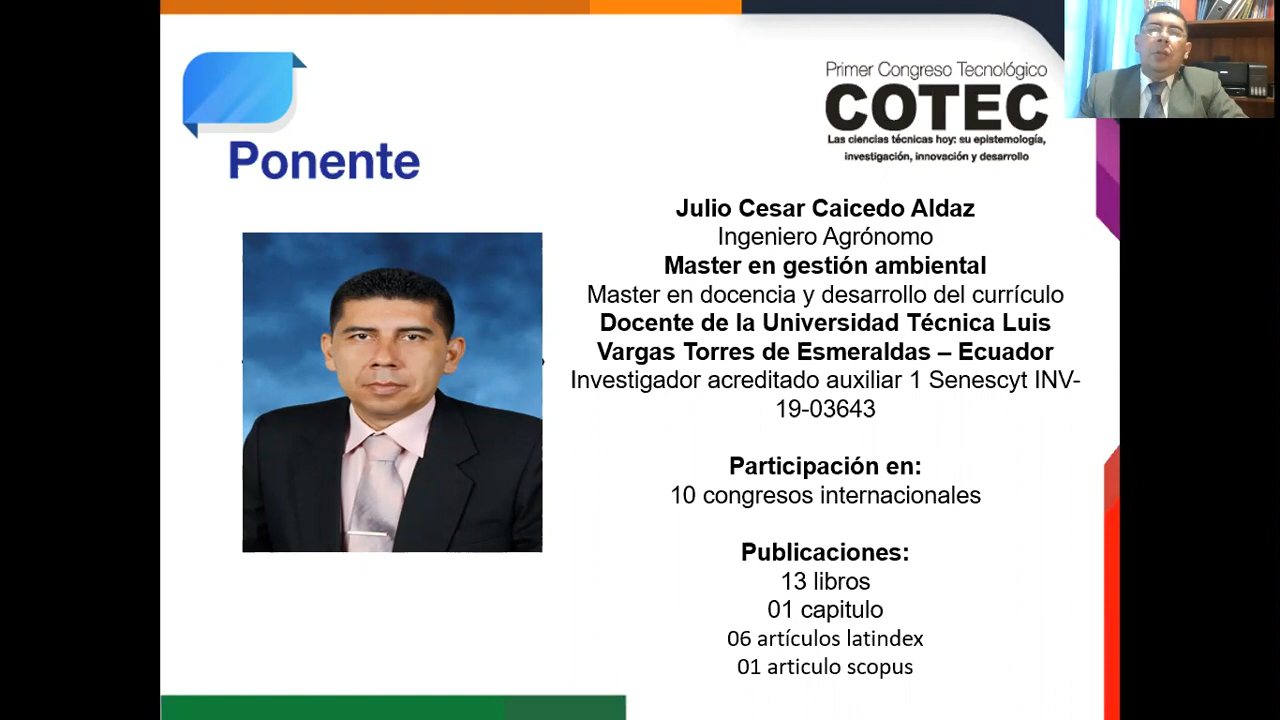 Ponente
Primer Congreso Tecnológico
COTEC
Las ciencias técnicas hoy: su epistemología,
investigación, innovación y desarrollo
Julio Cesar Caicedo Aldaz
Ingeniero Agrónomo
Master en gestión ambiental
Master en docencia y desarrollo del currículo
Docente de la Universidad Técnica Luis
Vargas Torres de Esmeraldas – Ecuador
Investigador acreditado auxiliar 1 Senescyt INV-
19-03643
Participación en:
10 congresos internacionales
Publicaciones:
13 libros
01 capitulo
06 artículos latindex
01 articulo scopus